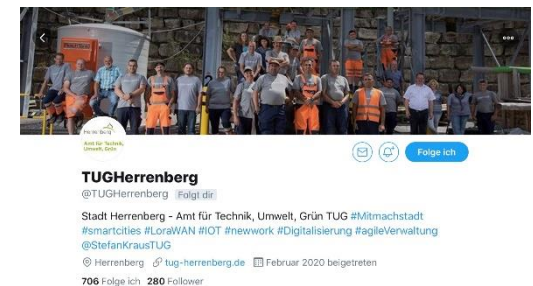 Herrenberg
Amt für Technik,
Umwelt, Grün
Folge ich
TUGHerrenberg
@TUGHerrenberg Folgt dir
Stadt Herrenberg - Amt für Technik, Umwelt, Grün TUG #Mitmachstadt
#smartcities #LoraWAN #IOT #newwork #Digitalisierung #agileVerwaltung
@StefanKrausTUG
Herrenberg tug-herrenberg.de Februar 2020 beigetreten
706 Folge ich 280 Follower